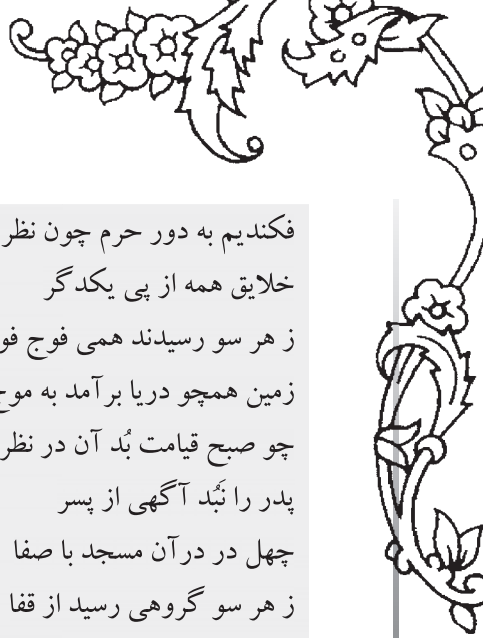 فکندیم به دور حرم چون نظر
خلایق همه از پی یکدگر
ز هر سو رسیدند همی فوج فو
زمین همچو دریا برآمد به موج
چو صبح قیامت بُد آن در نظر
پدر را نَبُد آگهی از پسر
چهل در درآن مسجد با صفا
ز هر سو گروهی رسید از قفا